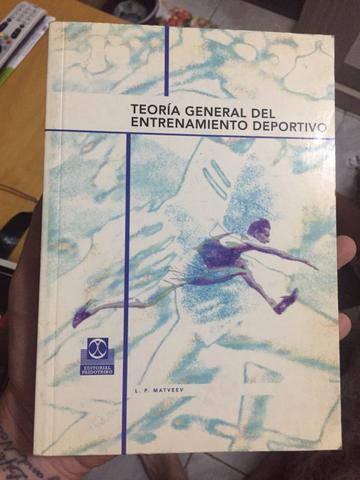 TEORÍA GENERAL DEL
ENTRENAMIENTO DEPORTIVO
EDITORIAL
PAIDOTRIBO
L. P. MATVEEV